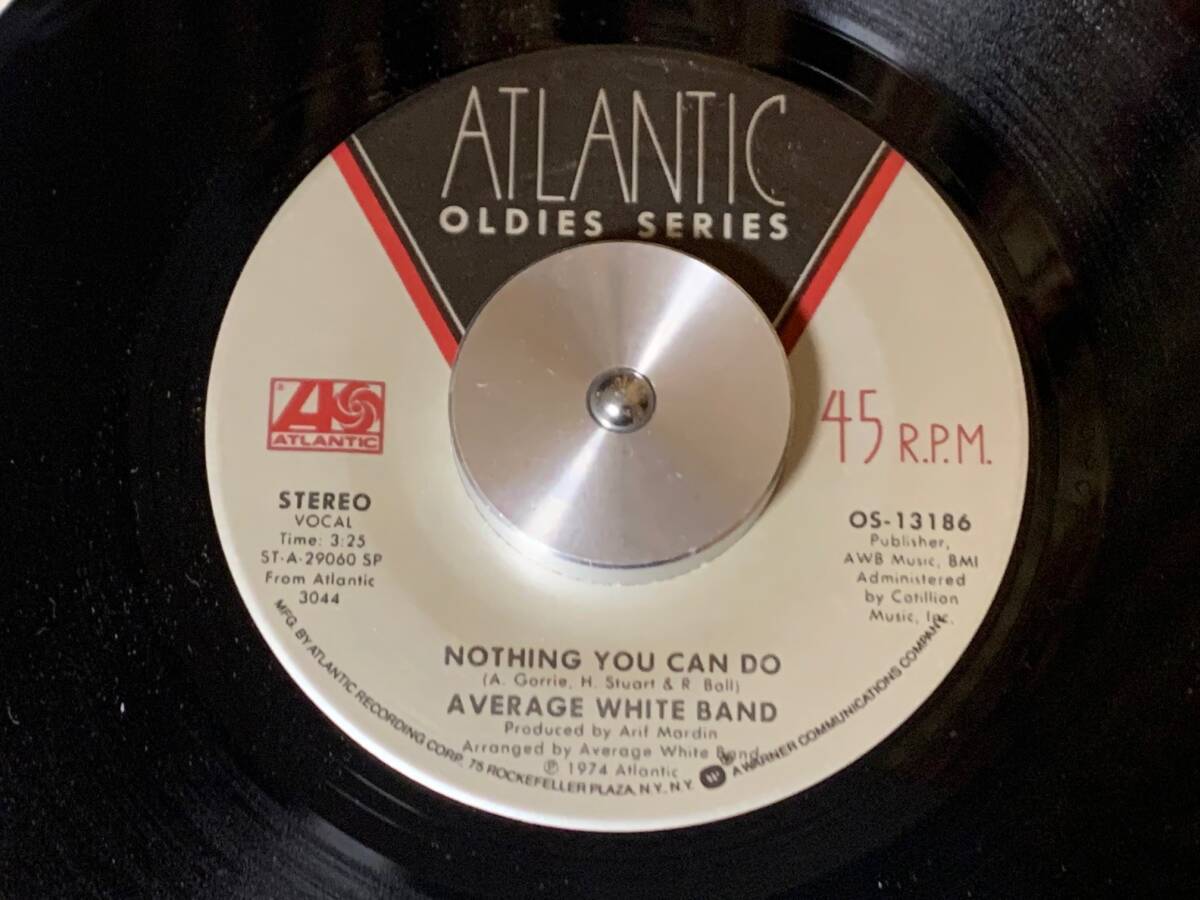 ATLANTIC
OLDIES SERIES
ATLANTIC
45 R.P.M.
STEREO
VOCAL
Time: 3:25
ST-A-29060 SP
From Atlantic
3044
OS-13186
Publisher,
AWB Music, BMI
Administered
by Cotillion
Music, Inc.
NOTHING YOU CAN DO
(A. Gorrie, H. Stuart & R. Ball)
AVERAGE WHITE BAND
Produced by Arif Mardin
Arranged by Average White Band
℗ 1974 Atlantic
MFG. BY ATLANTIC RECORDING CORP. 75 ROCKEFELLER PLAZA, N.Y., N.Y. A WARNER COMMUNICATIONS COMPANY